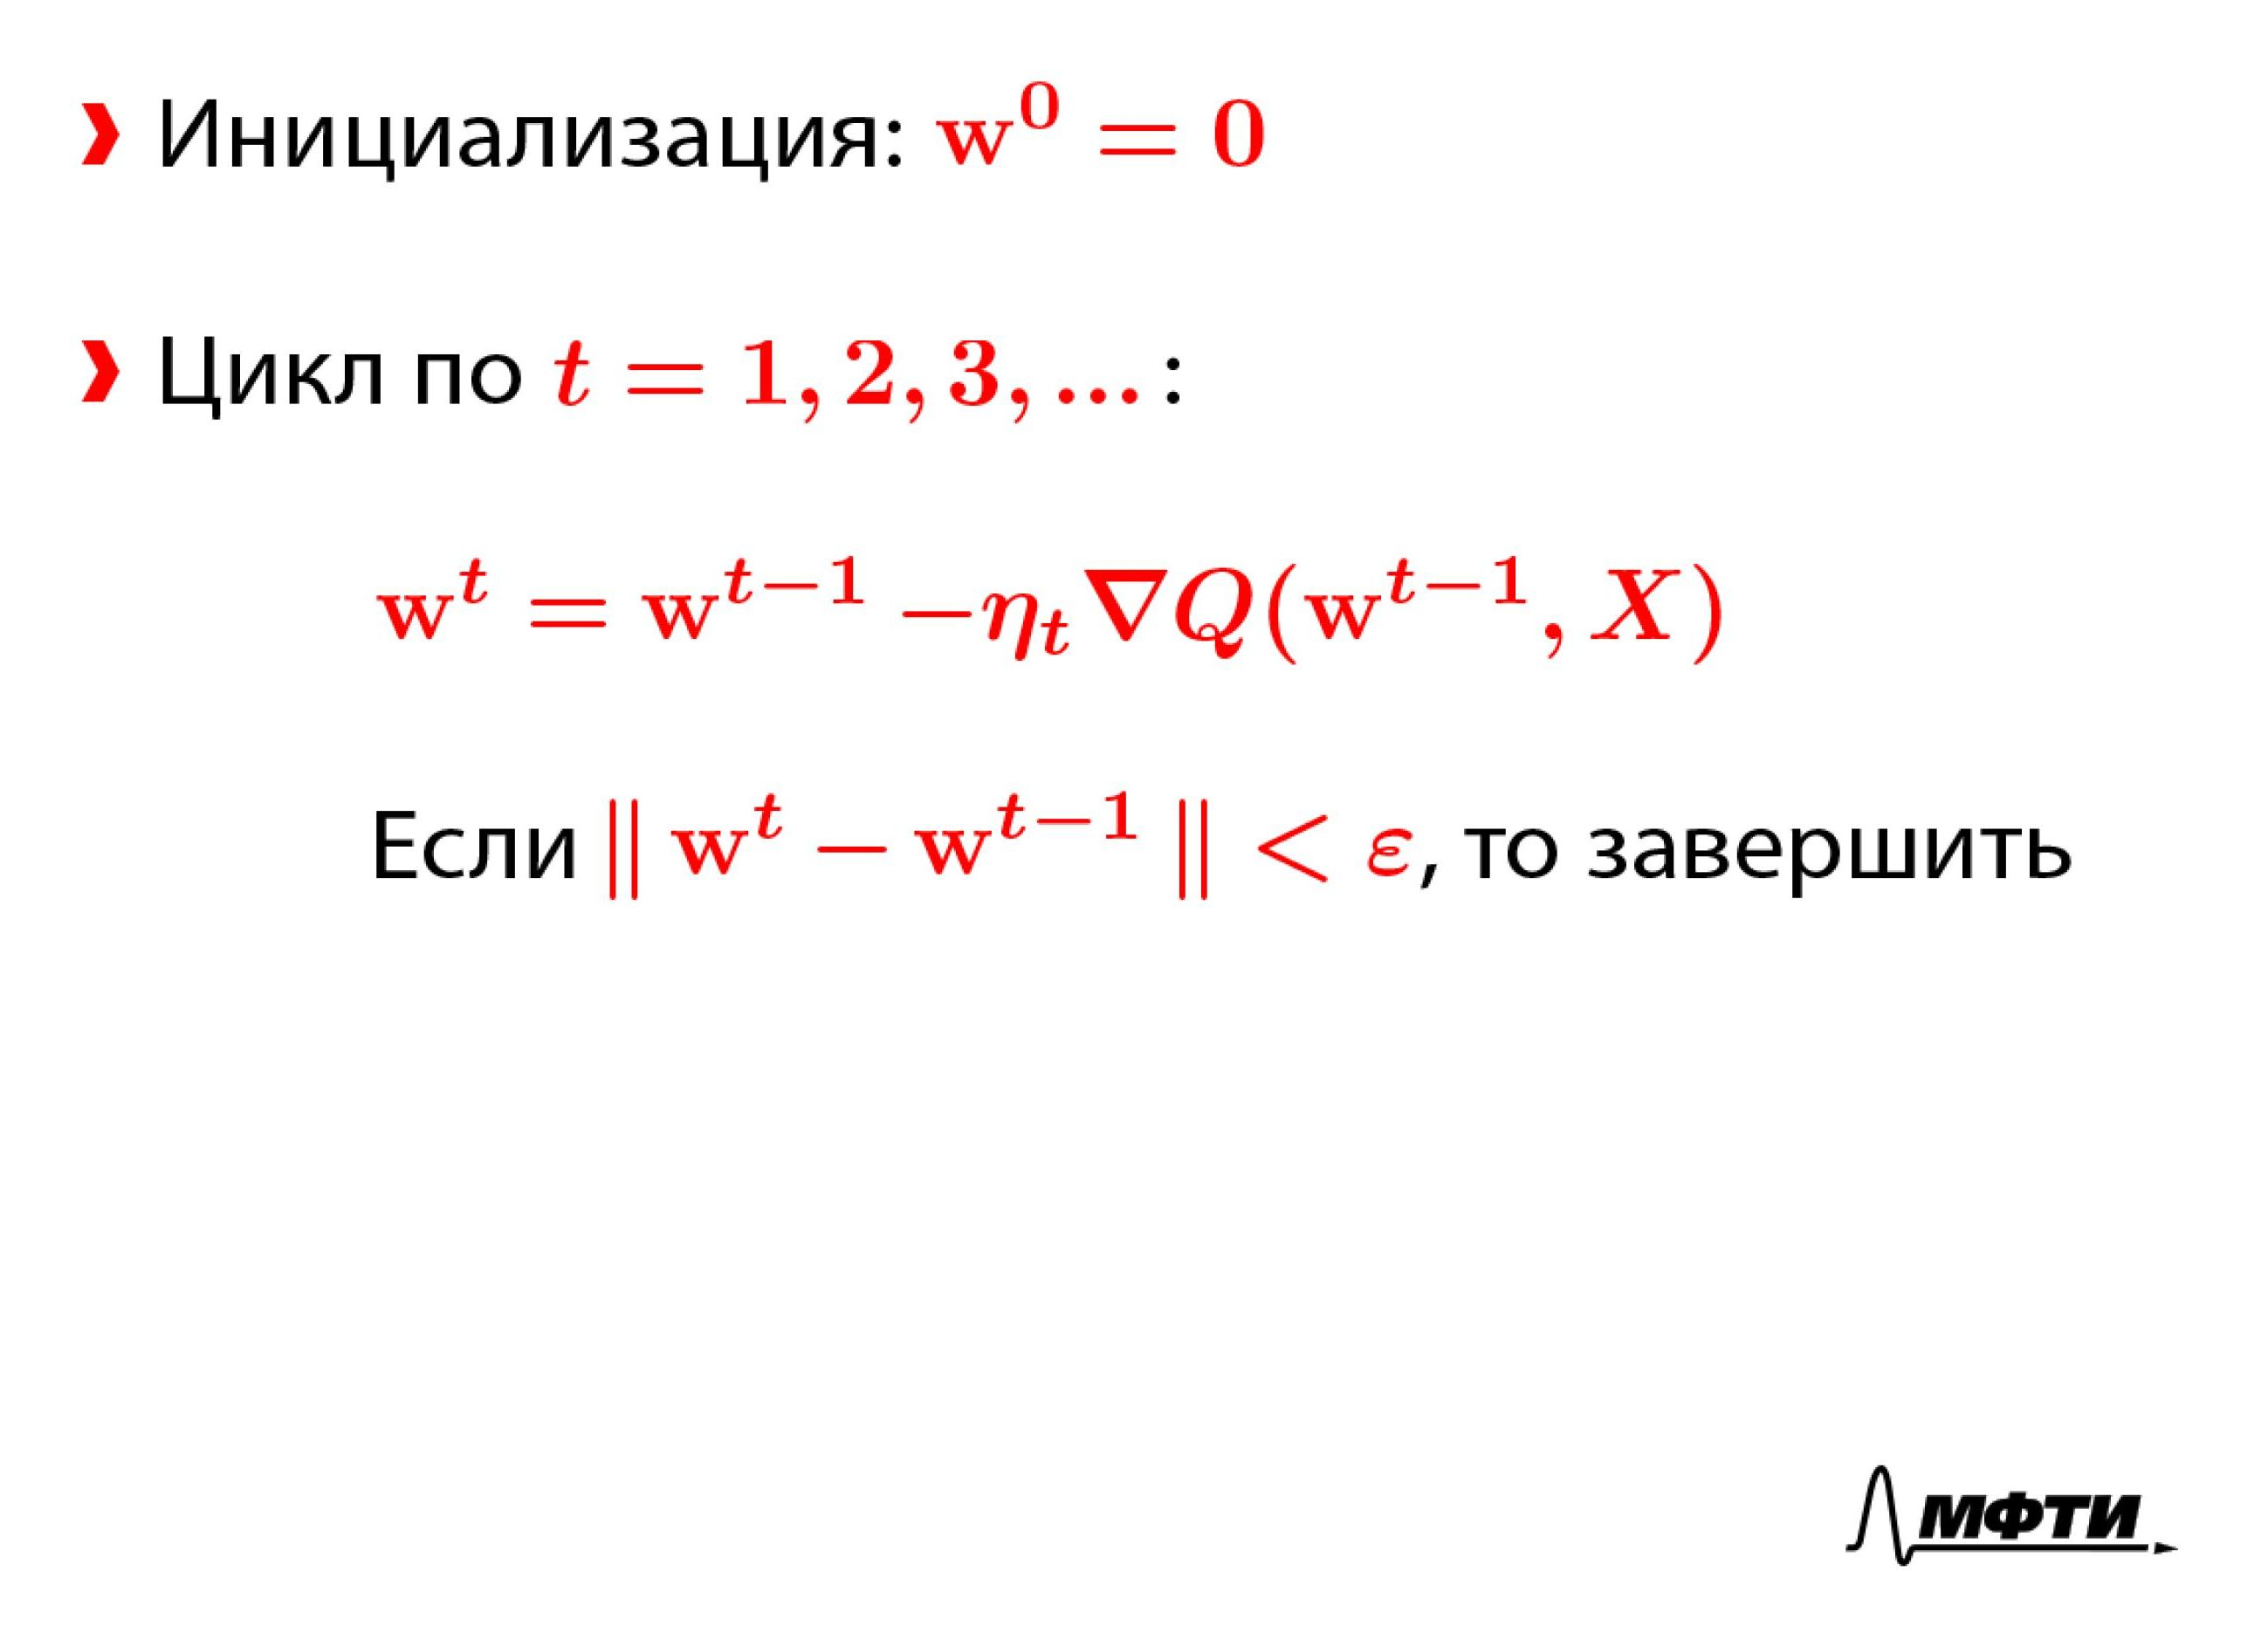 Инициализация: w⁰ = 0
Цикл по t = 1, 2, 3, ... :
wᵗ = wᵗ⁻¹ − ηₜ∇Q(wᵗ⁻¹, X)
Если ‖ wᵗ − wᵗ⁻¹ ‖ < ε, то завершить
МФТИ